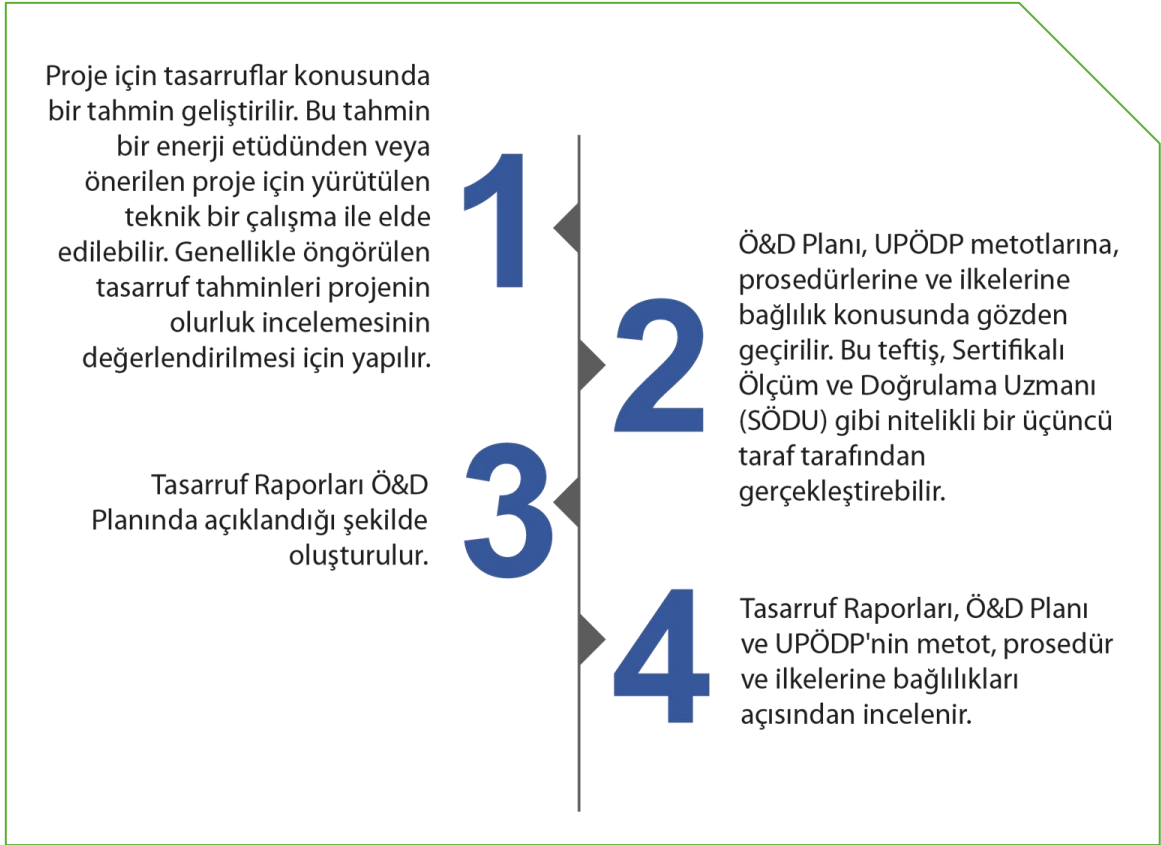 Proje için tasarruflar konusunda
bir tahmin geliştirilir. Bu tahmin
bir enerji etüdünden veya
önerilen proje için yürütülen
teknik bir çalışma ile elde
edilebilir. Genellikle öngörülen
tasarruf tahminleri projenin
olurluk incelemesinin
değerlendirilmesi için yapılır.
1
2
Ö&D Planı, UPÖDP metotlarına,
prosedürlerine ve ilkelerine
bağlılık konusunda gözden
geçirilir. Bu teftiş, Sertifikalı
Ölçüm ve Doğrulama Uzmanı
(SÖDU) gibi nitelikli bir üçüncü
taraf tarafından
gerçekleştirebilir.
Tasarruf Raporları Ö&D
Planında açıklandığı şekilde
oluşturulur.
3
4
Tasarruf Raporları, Ö&D Planı
ve UPÖDP'nin metot, prosedür
ve ilkelerine bağlılıkları
açısından incelenir.